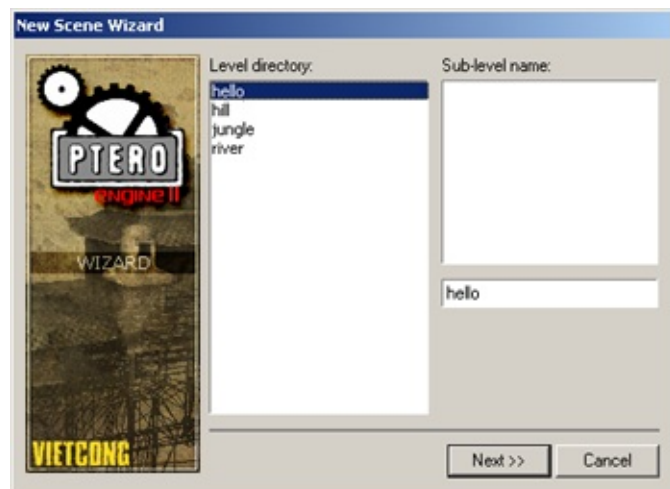 New Scene Wizard
PTERO
ENGINE II
WIZARD
VIETCONG
Level directory:
hello
hill
jungle
river
Sub-level name:
hello
Next >>
Cancel